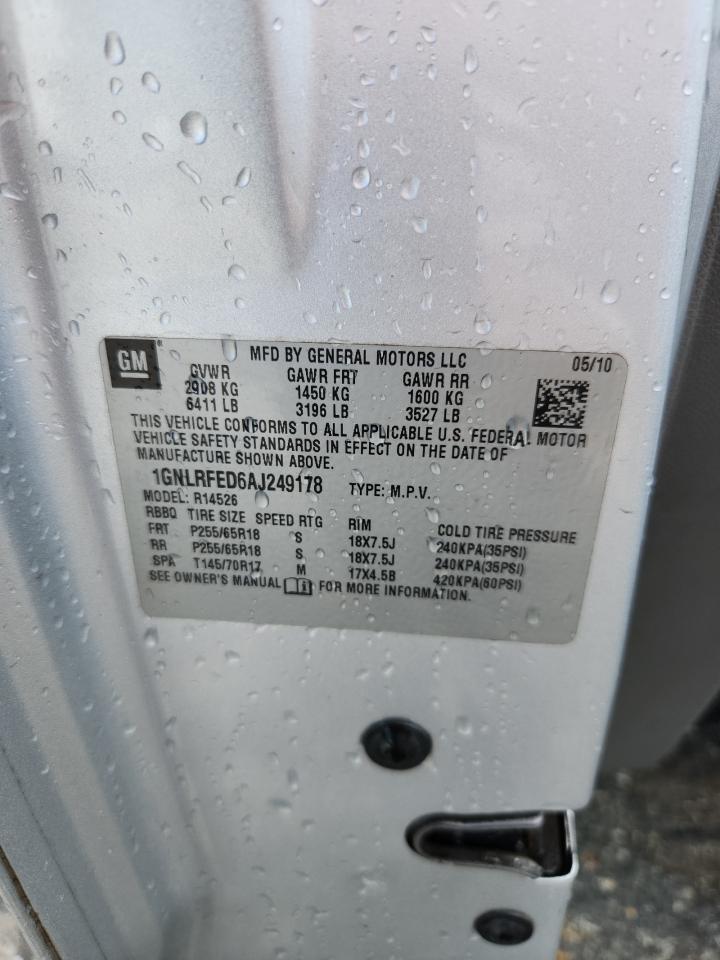 GM
MFD BY GENERAL MOTORS LLC 05/10
GVWR GAWR FRT GAWR RR
2908 KG 1450 KG 1600 KG
6411 LB 3196 LB 3527 LB
THIS VEHICLE CONFORMS TO ALL APPLICABLE U.S. FEDERAL MOTOR
VEHICLE SAFETY STANDARDS IN EFFECT ON THE DATE OF
MANUFACTURE SHOWN ABOVE.
1GNLRFED6AJ249178 TYPE: M.P.V.
MODEL: R14526
RBBQ TIRE SIZE SPEED RTG RIM COLD TIRE PRESSURE
FRT P255/65R18 S 18X7.5J 240KPA(35PSI)
RR P255/65R18 S 18X7.5J 240KPA(35PSI)
SPA T145/70R17 M 17X4.5B 420KPA(60PSI)
SEE OWNER'S MANUAL FOR MORE INFORMATION.